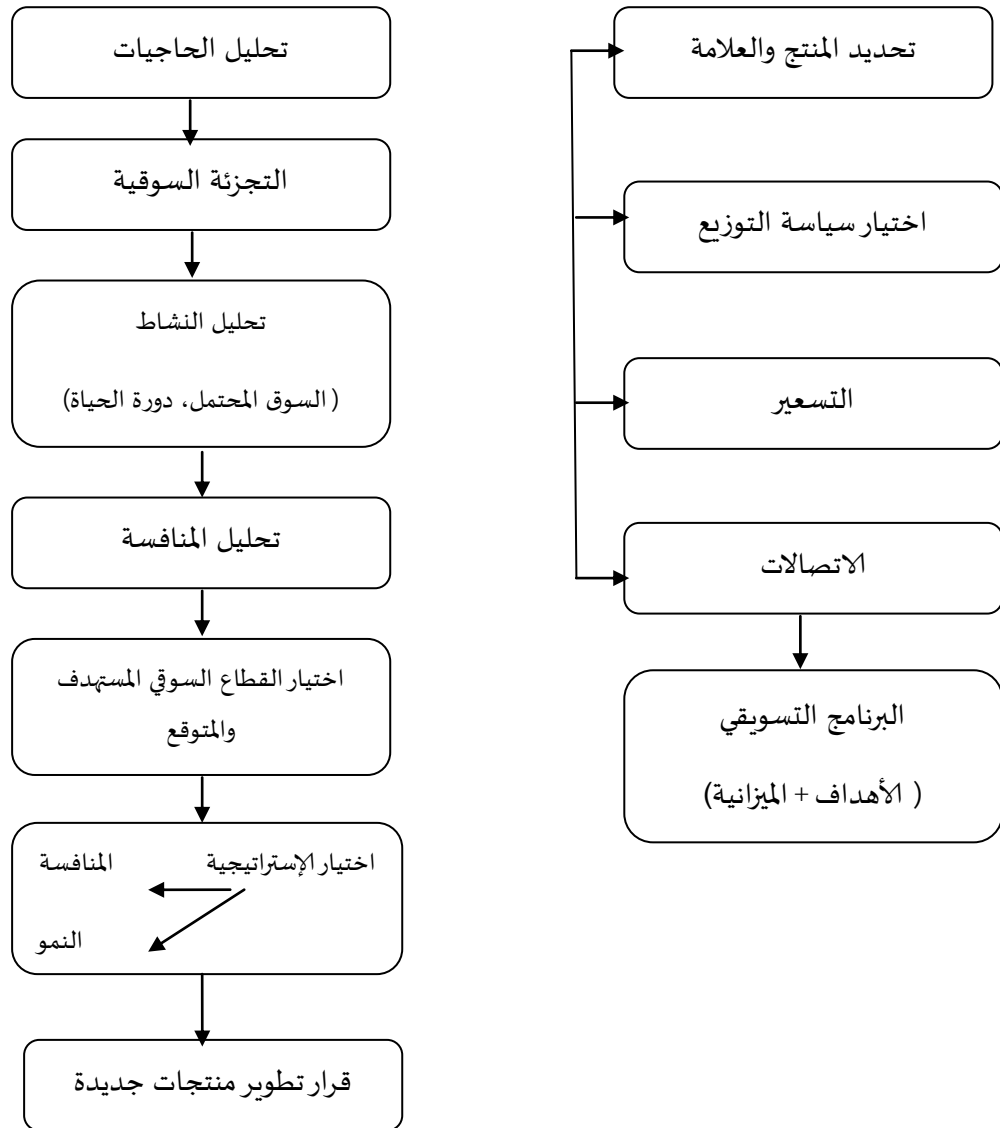 تحليل الحاجيات
التجزئة السوقية
تحليل النشاط
( السوق المحتمل، دورة الحياة)
تحليل المنافسة
اختيار القطاع السوقي المستهدف
والمتوقع
اختيار الإستراتيجية
المنافسة
النمو
قرار تطوير منتجات جديدة
تحديد المنتج والعلامة
اختيار سياسة التوزيع
التسعير
الاتصالات
البرنامج التسويقي
( الأهداف + الميزانية)